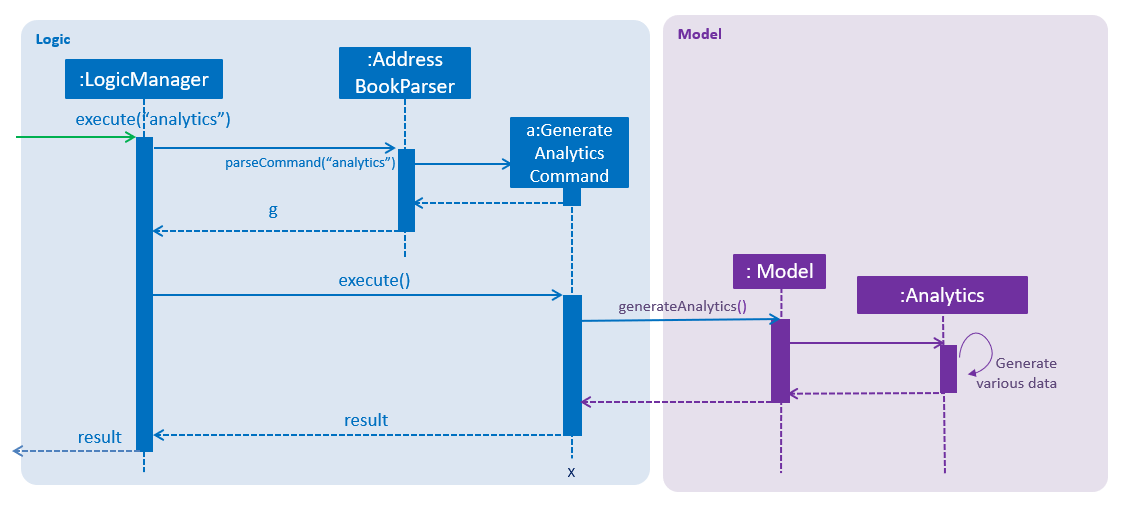 Logic
Model
:LogicManager
:Address
BookParser
execute(“analytics”)
a:Generate
Analytics
Command
parseCommand(“analytics”)
g
: Model
execute()
:Analytics
generateAnalytics()
Generate
various data
result
result
x